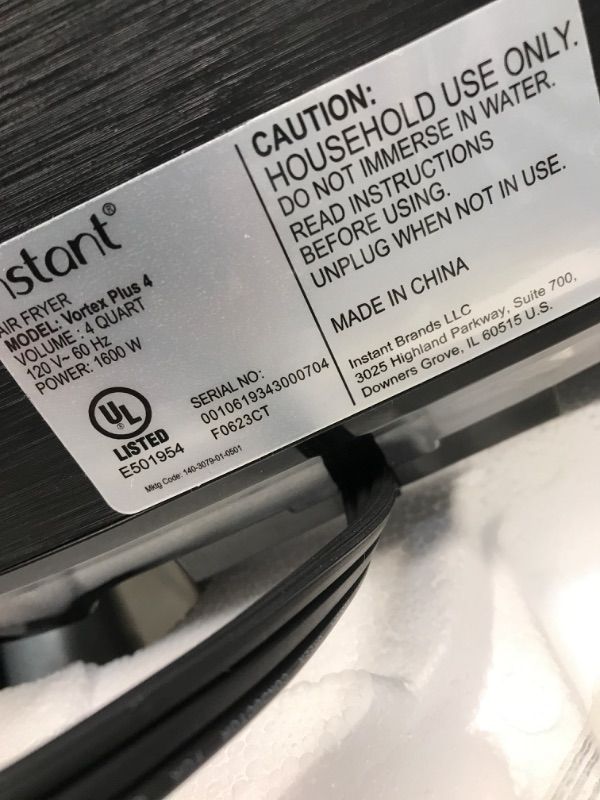 nstant®
AIR FRYER
MODEL: Vortex Plus 4
VOLUME : 4 QUART
120 V~ 60 Hz
POWER: 1600 W
UL
®
LISTED
E501954
SERIAL NO:
0010619343000704
F0623CT
Mktg Code: 140-3079-01-0501
CAUTION:
HOUSEHOLD USE ONLY.
DO NOT IMMERSE IN WATER.
READ INSTRUCTIONS
BEFORE USING.
UNPLUG WHEN NOT IN USE.
MADE IN CHINA
Instant Brands LLC
3025 Highland Parkway, Suite 700,
Downers Grove, IL 60515 U.S.